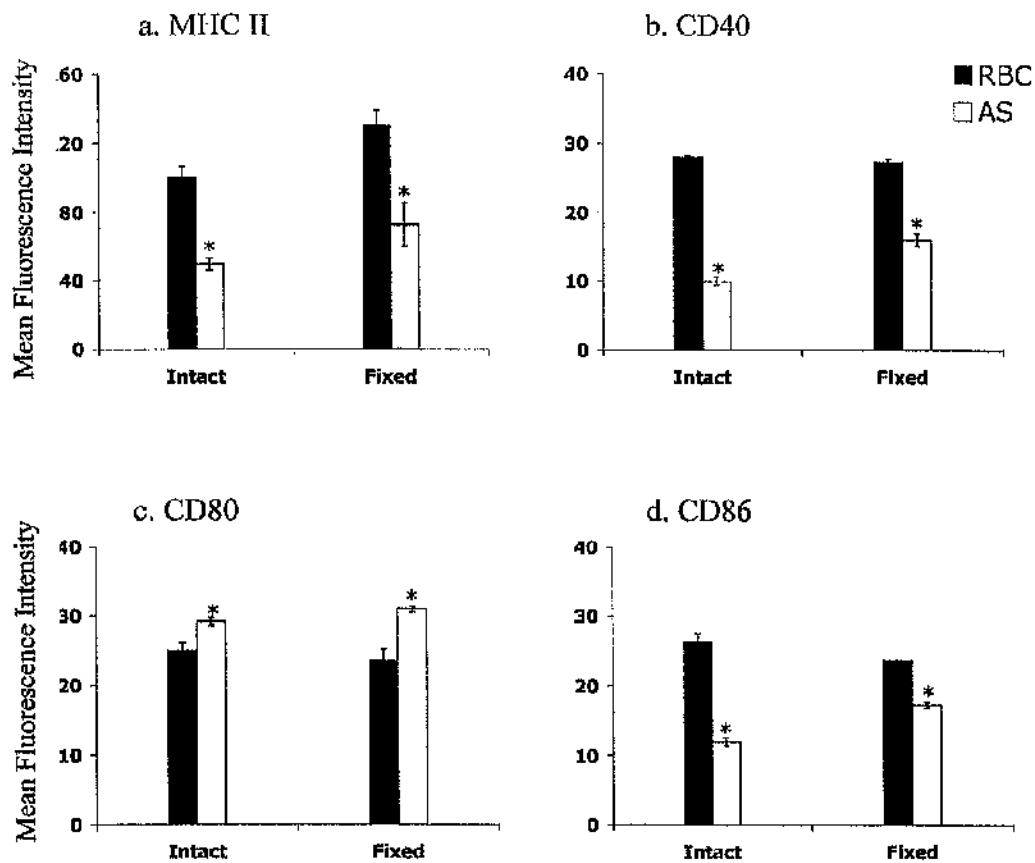 a. MHC II
b. CD40
Mean Fluorescence Intensity
60
20
80
40
0
Intact
Fixed
*
*
40
30
20
10
0
Intact
Fixed
*
*
RBC
AS
c. CD80
d. CD86
Mean Fluorescence Intensity
40
30
20
10
0
Intact
Fixed
*
*
40
30
20
10
0
Intact
Fixed
*
*